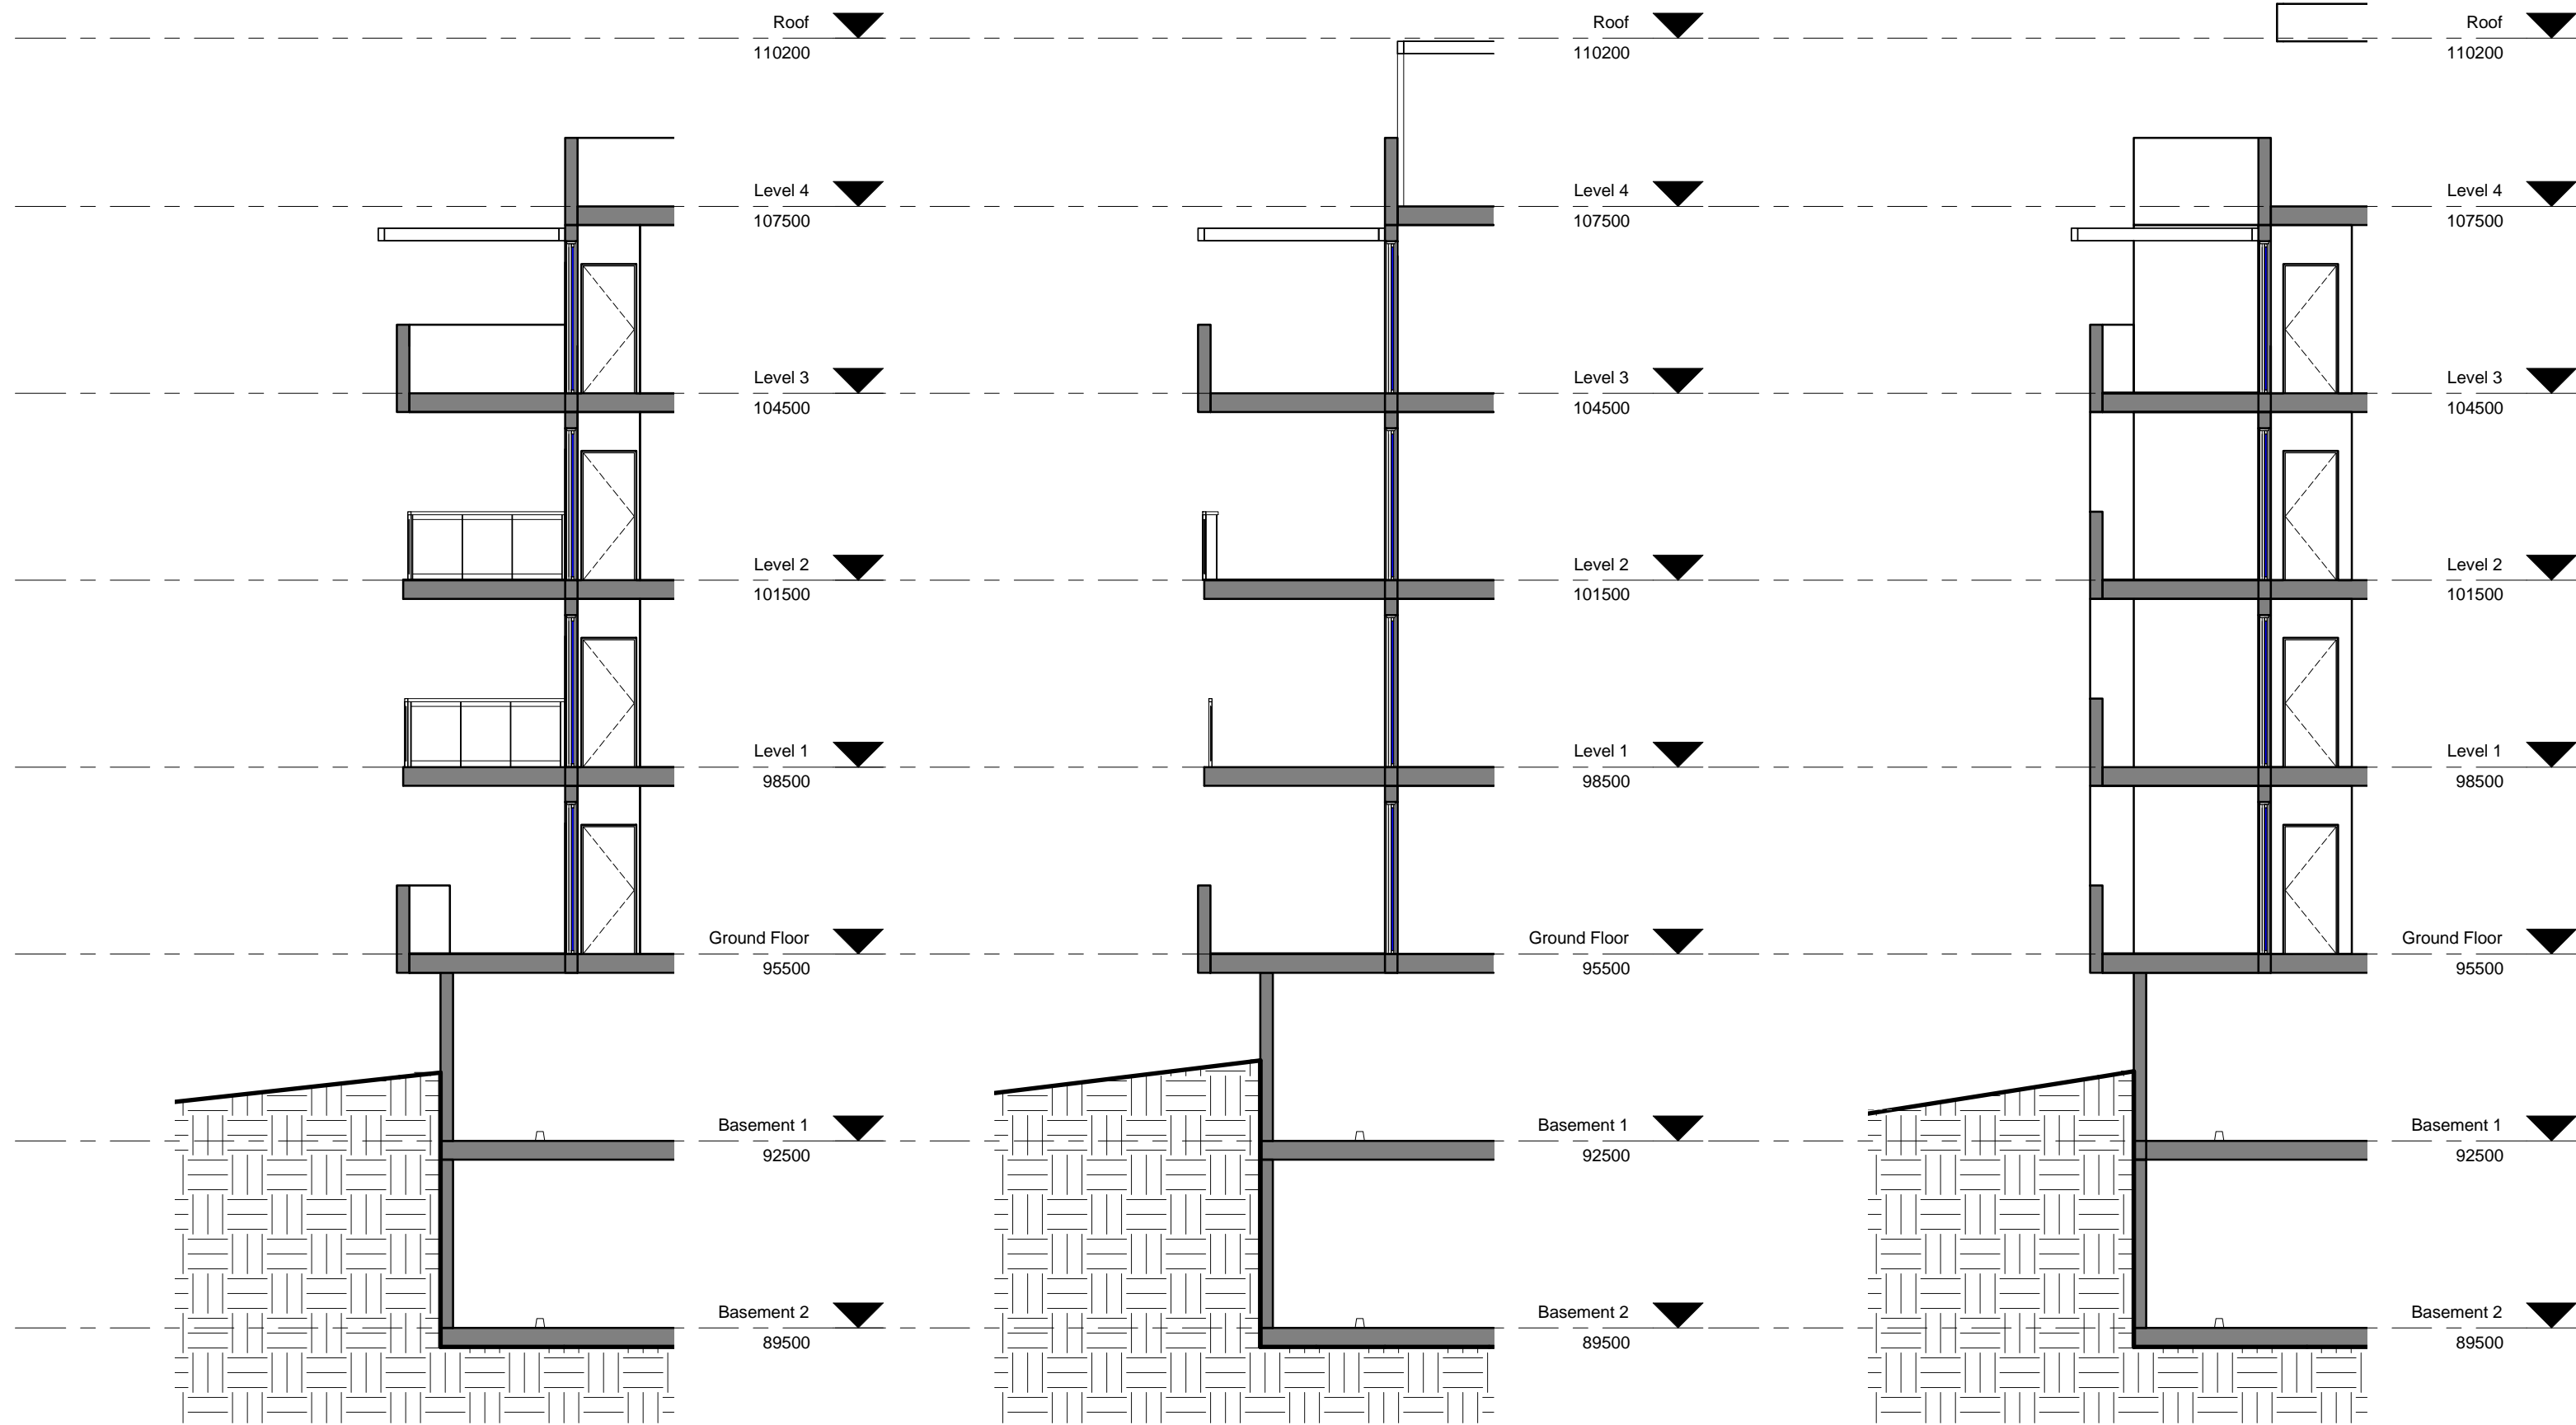 Roof
110200
Roof
110200
Roof
110200
Level 4
107500
Level 4
107500
Level 4
107500
Level 3
104500
Level 3
104500
Level 3
104500
Level 2
101500
Level 2
101500
Level 2
101500
Level 1
98500
Level 1
98500
Level 1
98500
Ground Floor
95500
Ground Floor
95500
Ground Floor
95500
Basement 1
92500
Basement 1
92500
Basement 1
92500
Basement 2
89500
Basement 2
89500
Basement 2
89500